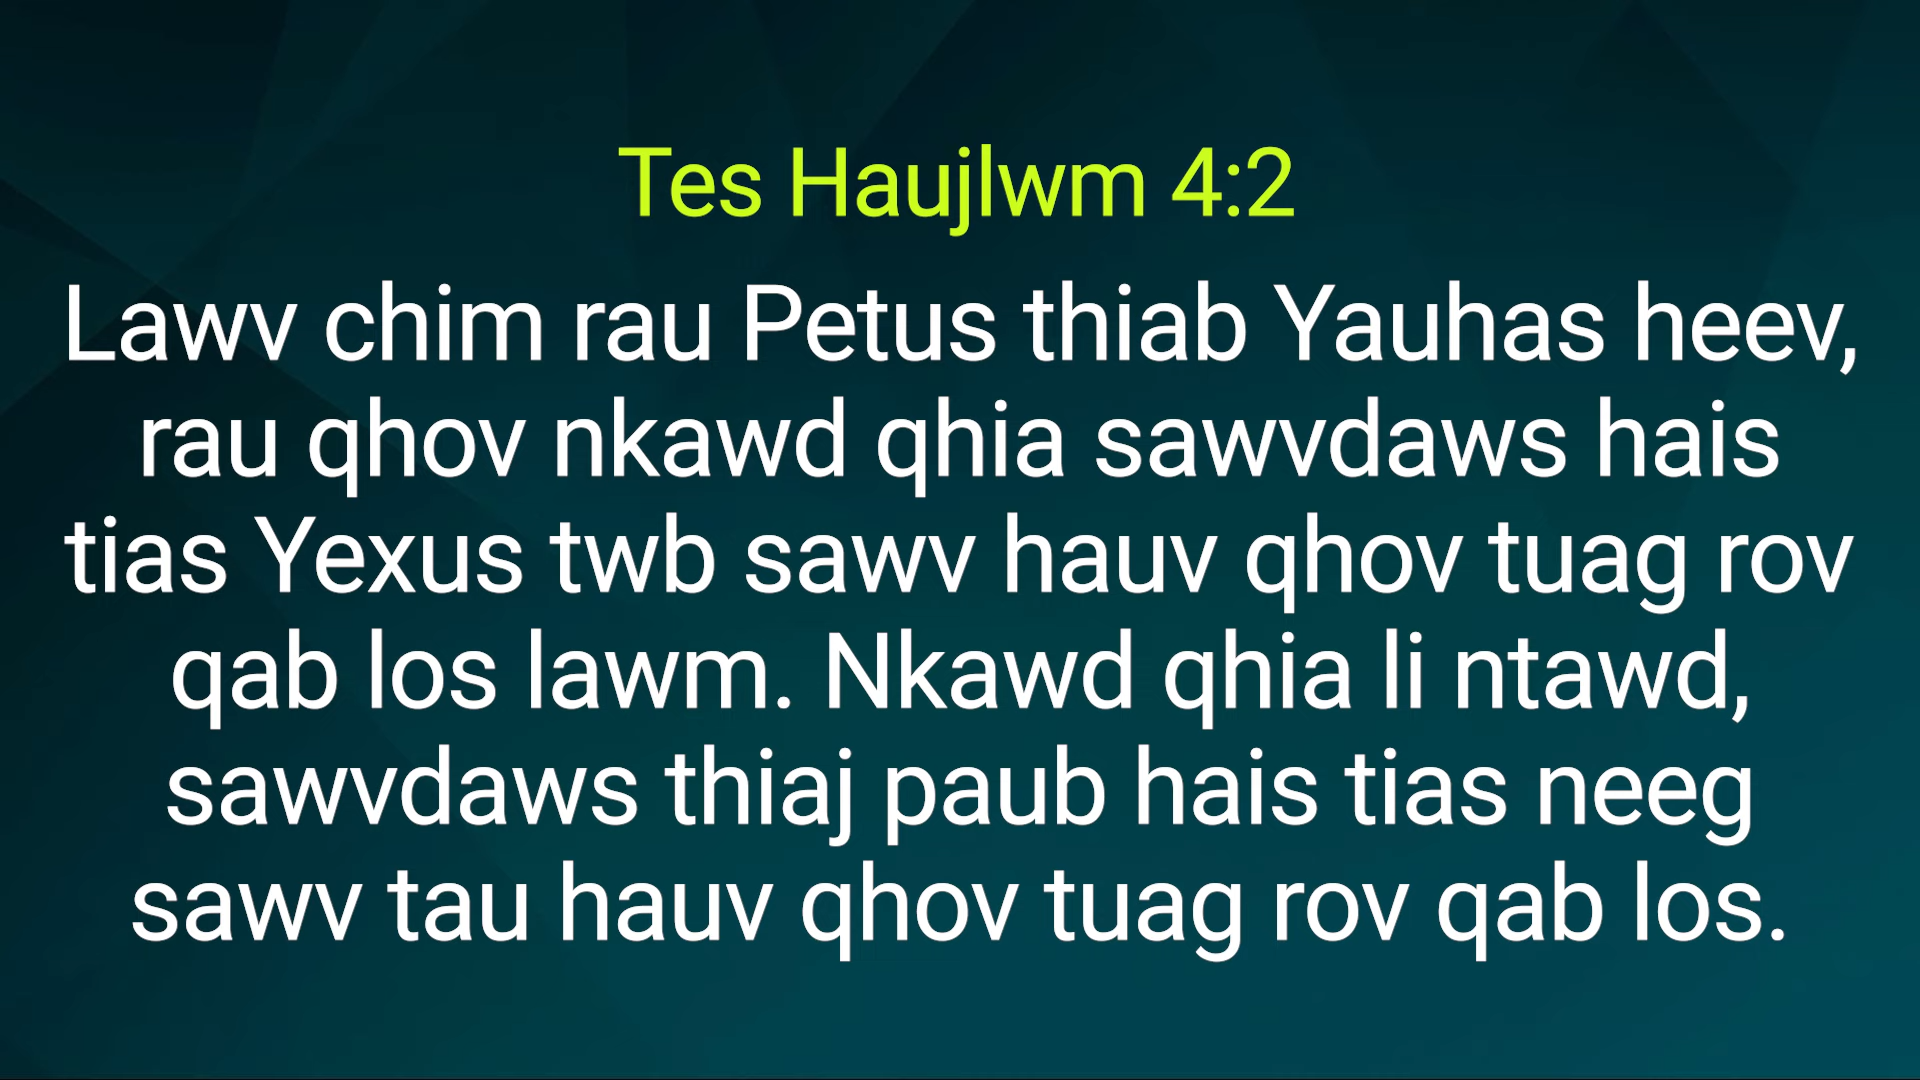 Tes Haujlwm 4:2
Lawv chim rau Petus thiab Yauhas heev,
rau qhov nkawd qhia sawvdaws hais
tias Yexus twb sawv hauv qhov tuag rov
qab los lawm. Nkawd qhia li ntawd,
sawvdaws thiaj paub hais tias neeg
sawv tau hauv qhov tuag rov qab los.